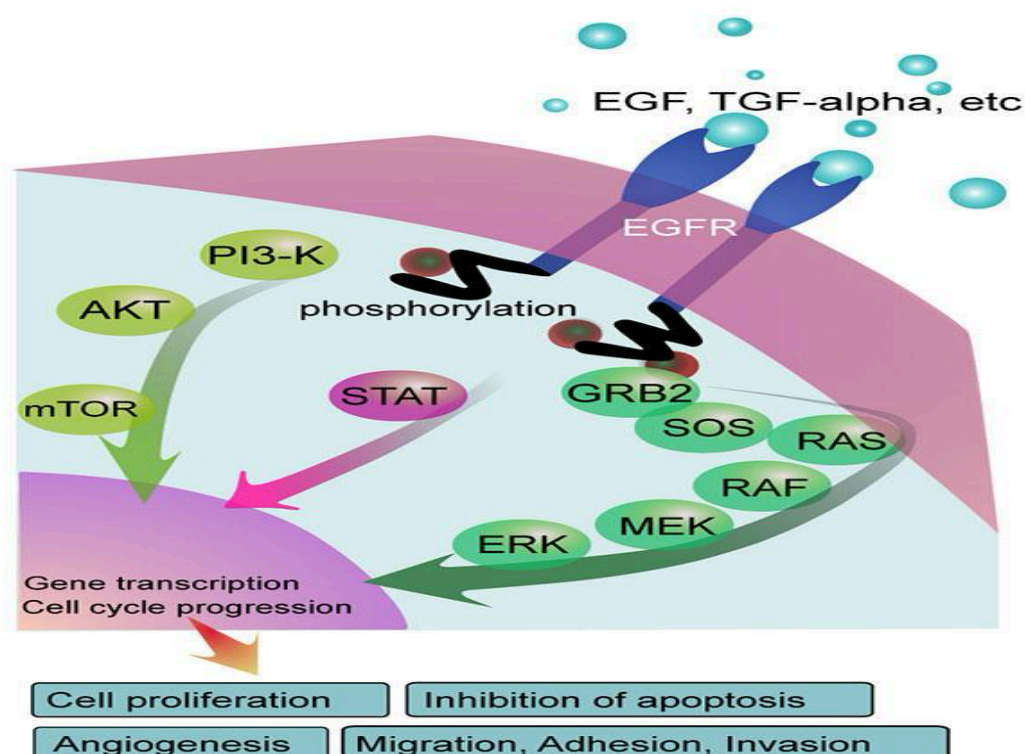 EGF, TGF-alpha, etc
EGFR
PI3-K
phosphorylation
AKT
STAT
GRB2
mTOR
SOS
RAS
RAF
MEK
ERK
Gene transcription
Cell cycle progression
Cell proliferation
Inhibition of apoptosis
Angiogenesis
Migration, Adhesion, Invasion